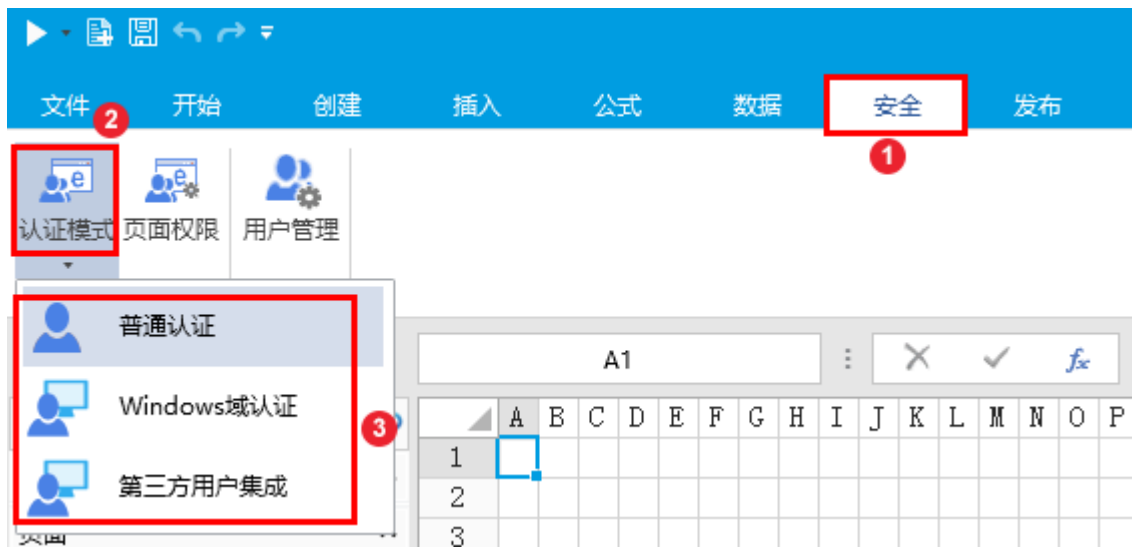 文件 开始 创建 插入 公式 数据 安全 发布
2
1
认证模式 页面权限 用户管理
普通认证
A1 fx
Windows域认证
3
A B C D E F G H I J K L M N O P
1
第三方用户集成
2
页面
3